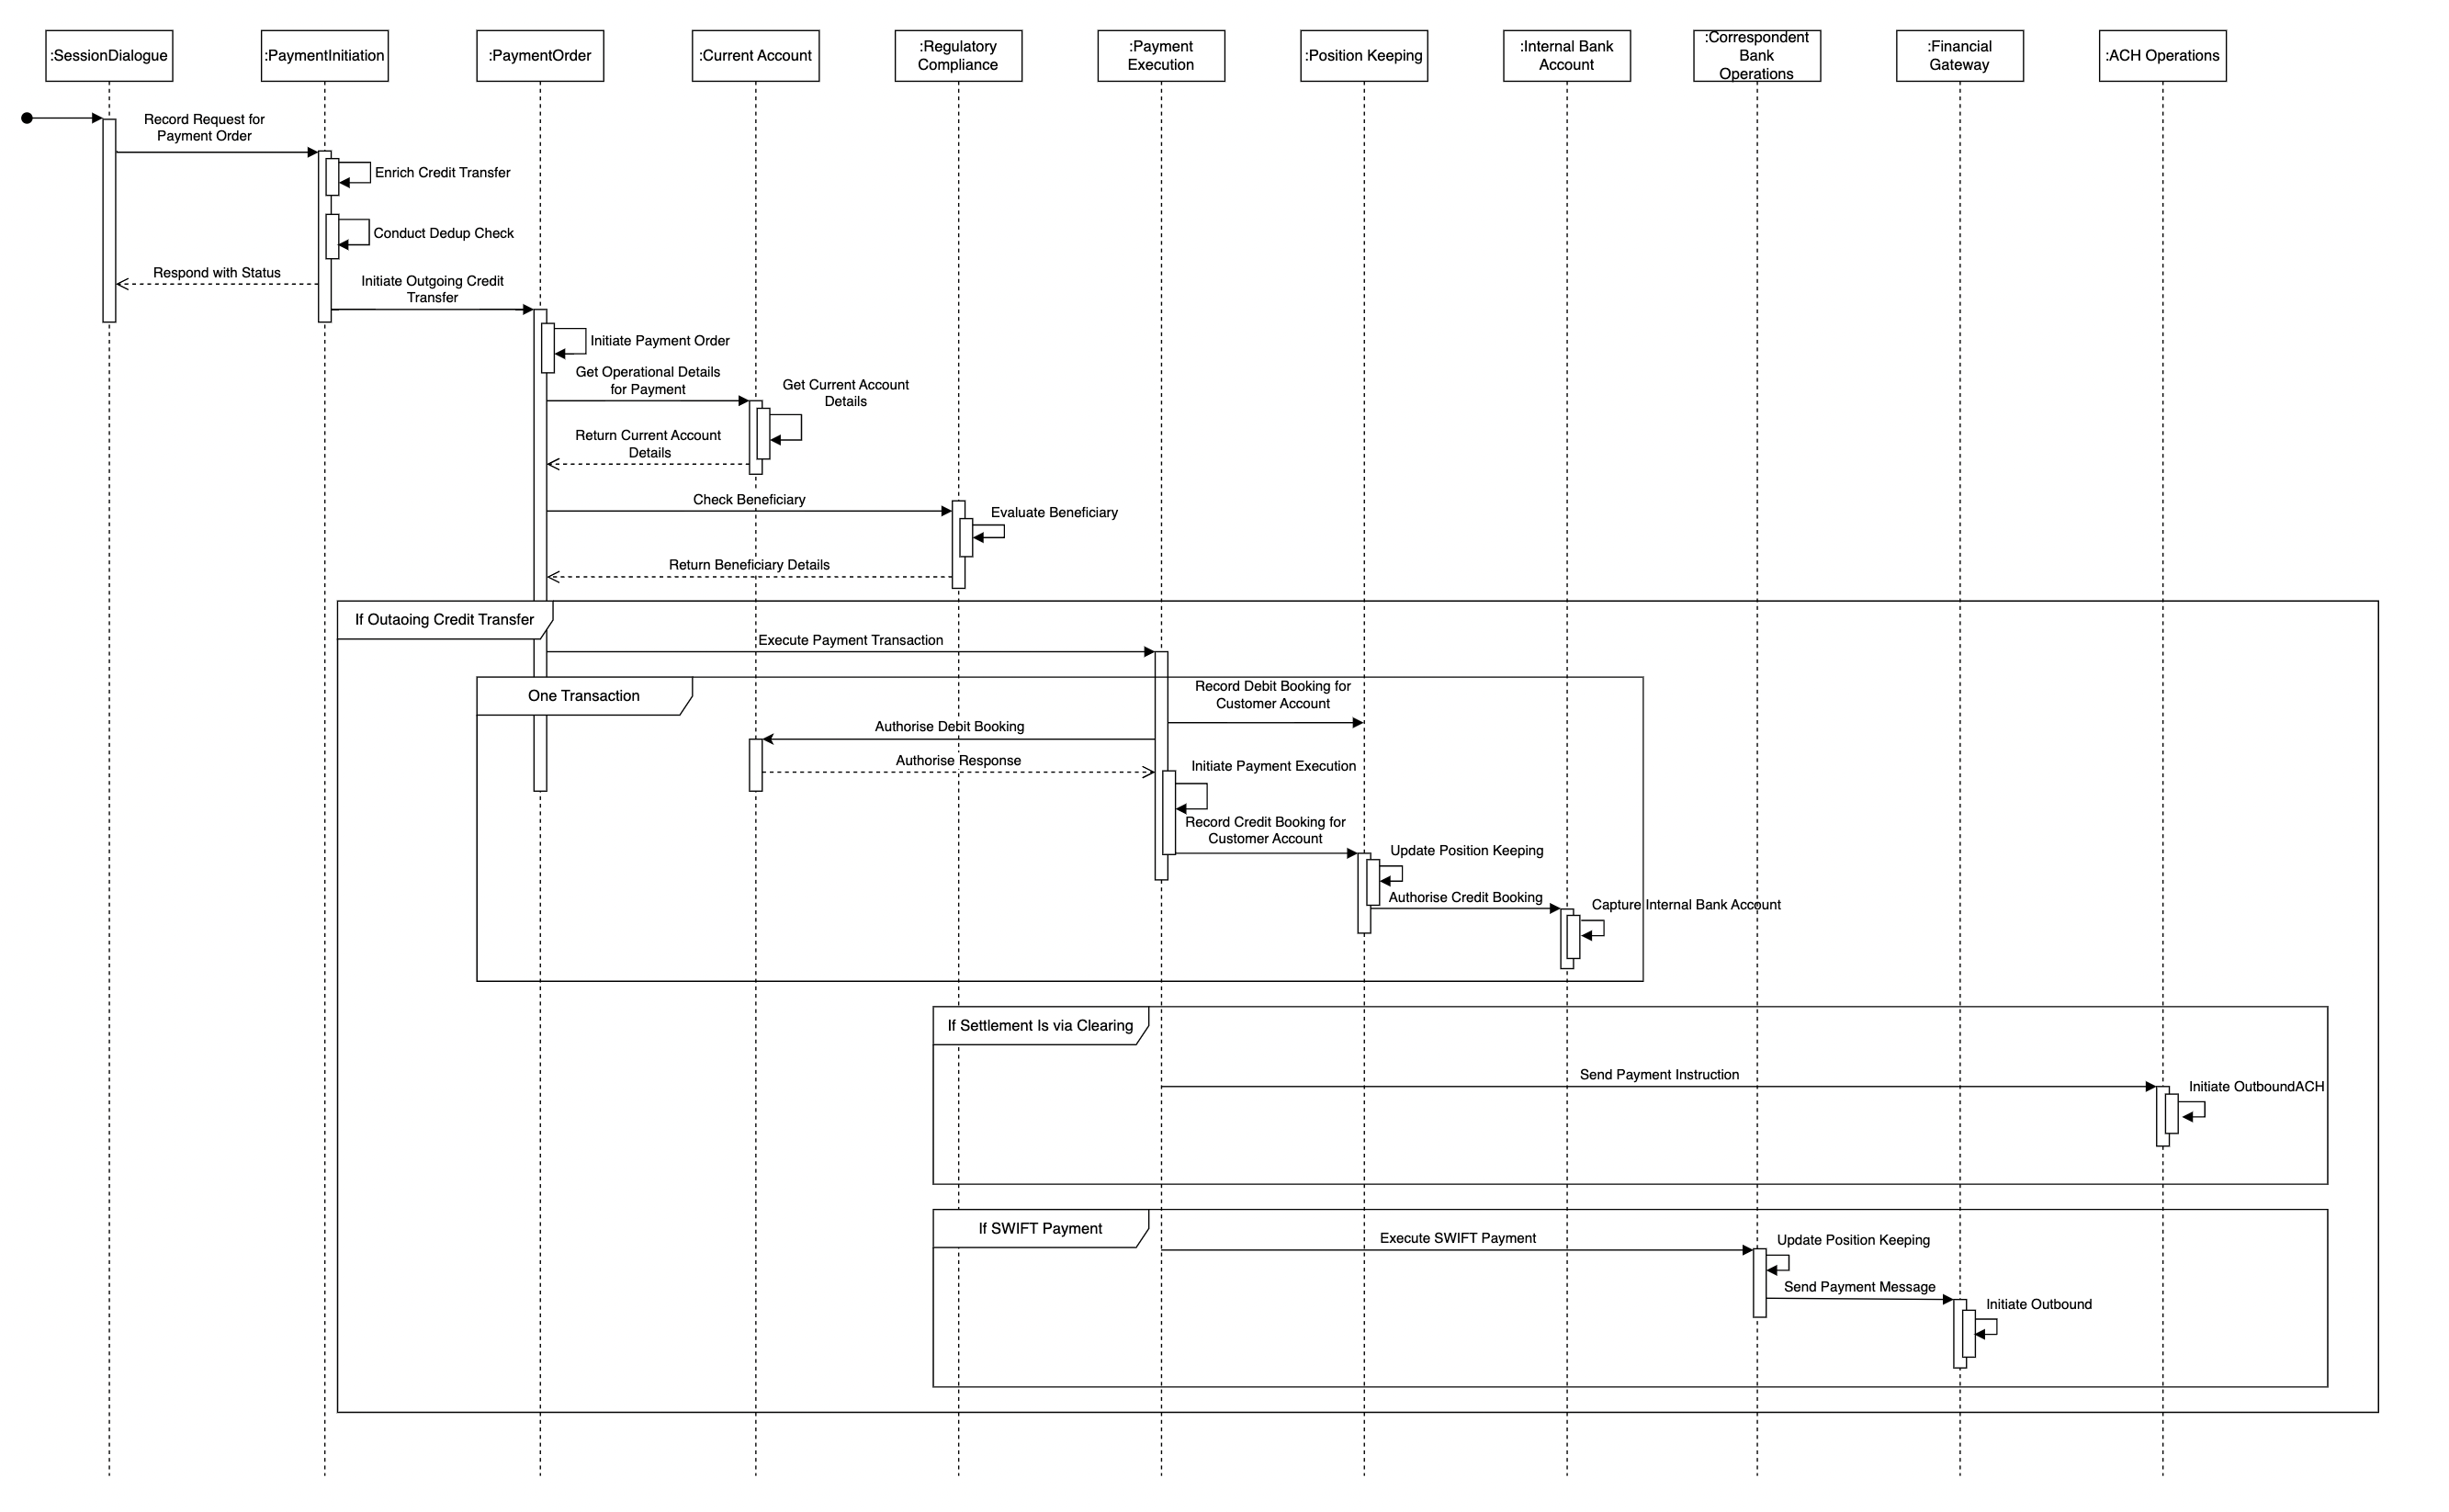 :SessionDialogue
:PaymentInitiation
:PaymentOrder
:Current Account
:Regulatory
Compliance
:Payment
Execution
:Position Keeping
:Internal Bank
Account
:Correspondent
Bank
Operations
:Financial
Gateway
:ACH Operations
Record Request for
Payment Order
Enrich Credit Transfer
Conduct Dedup Check
Respond with Status
Initiate Outgoing Credit
Transfer
Initiate Payment Order
Get Operational Details
for Payment
Get Current Account
Details
Return Current Account
Details
Check Beneficiary
Evaluate Beneficiary
Return Beneficiary Details
If Outaoing Credit Transfer
Execute Payment Transaction
One Transaction
Record Debit Booking for
Customer Account
Authorise Debit Booking
Authorise Response
Initiate Payment Execution
Record Credit Booking for
Customer Account
Update Position Keeping
Authorise Credit Booking
Capture Internal Bank Account
If Settlement Is via Clearing
Send Payment Instruction
Initiate OutboundACH
If SWIFT Payment
Execute SWIFT Payment
Update Position Keeping
Send Payment Message
Initiate Outbound